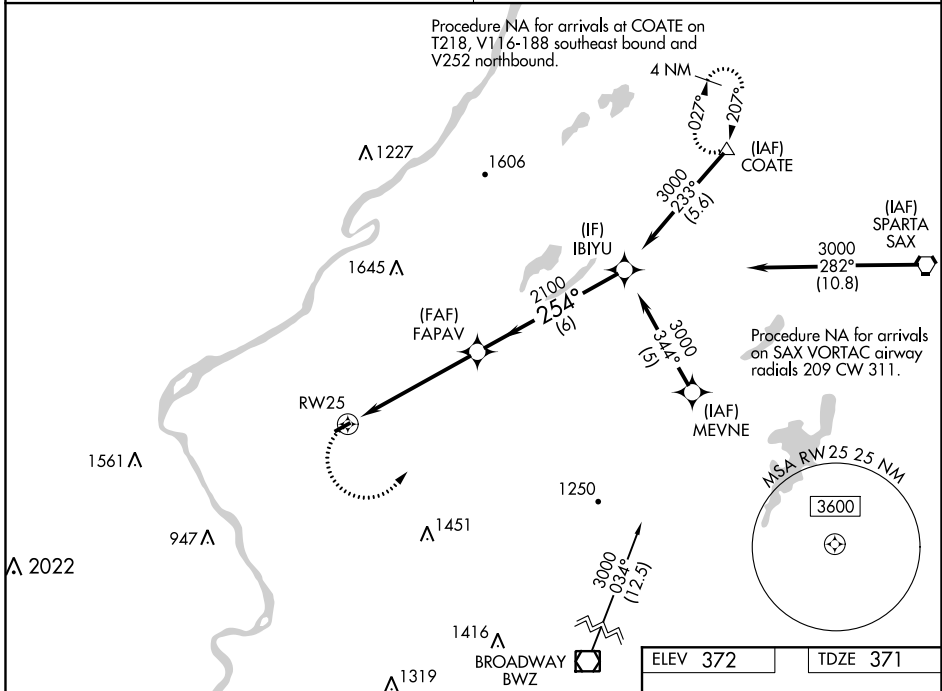 Procedure NA for arrivals at COATE on
T218, V116-188 southeast bound and
V252 northbound.
4 NM
027°
207°
(IAF)
COATE
1227
1606
3000
233°
(5.6)
(IAF)
SPARTA
SAX
3000
282°
(10.8)
(IF)
IBIYU
1645
2100
254°
(6)
(FAF)
FAPAV
3000
344°
(5)
Procedure NA for arrivals
on SAX VORTAC airway
radials 209 CW 311.
RW25
(IAF)
MEVNE
1561
MSA RW25 25 NM
3600
1250
1451
947
2022
3000
034°
(12.5)
1416
BROADWAY
BWZ
1319
ELEV 372
TDZE 371